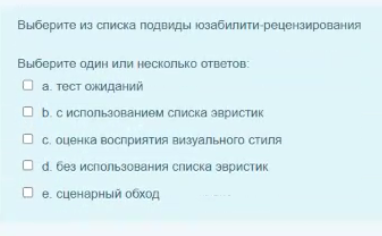 Выберите из списка подвиды юзабилити-рецензирования
Выберите один или несколько ответов:
a. тест ожиданий
b. с использованием списка эвристик
c. оценка восприятия визуального стиля
d. без использования списка эвристик
e. сценарный обход